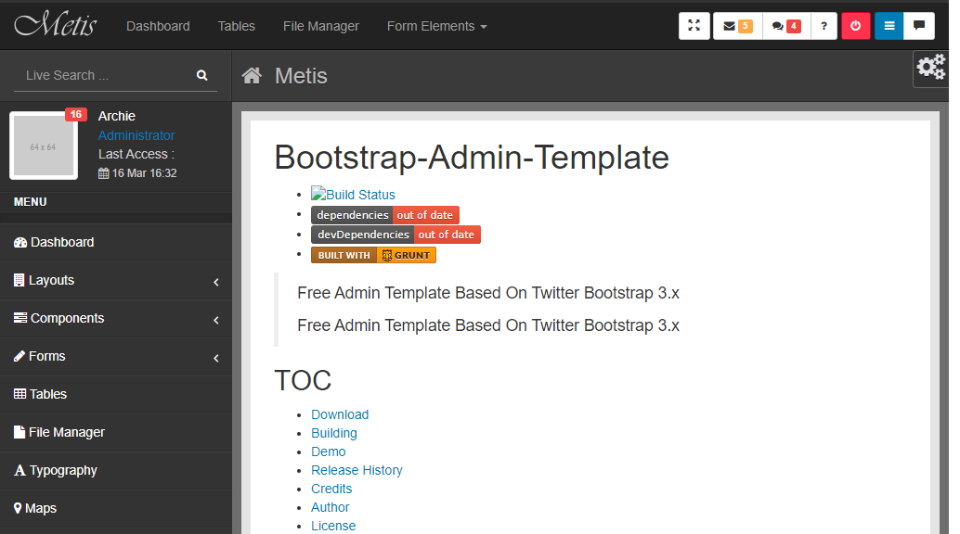 Metis Dashboard Tables File Manager Form Elements 5 4 ?
Live Search ...
Metis
16
Archie
Administrator
Last Access :
16 Mar 16:32
64 x 64
MENU
Dashboard
Layouts
Components
Forms
Tables
File Manager
Typography
Maps
Bootstrap-Admin-Template
Build Status
dependencies out of date
devDependencies out of date
BUILT WITH GRUNT
Free Admin Template Based On Twitter Bootstrap 3.x
Free Admin Template Based On Twitter Bootstrap 3.x
TOC
Download
Building
Demo
Release History
Credits
Author
License